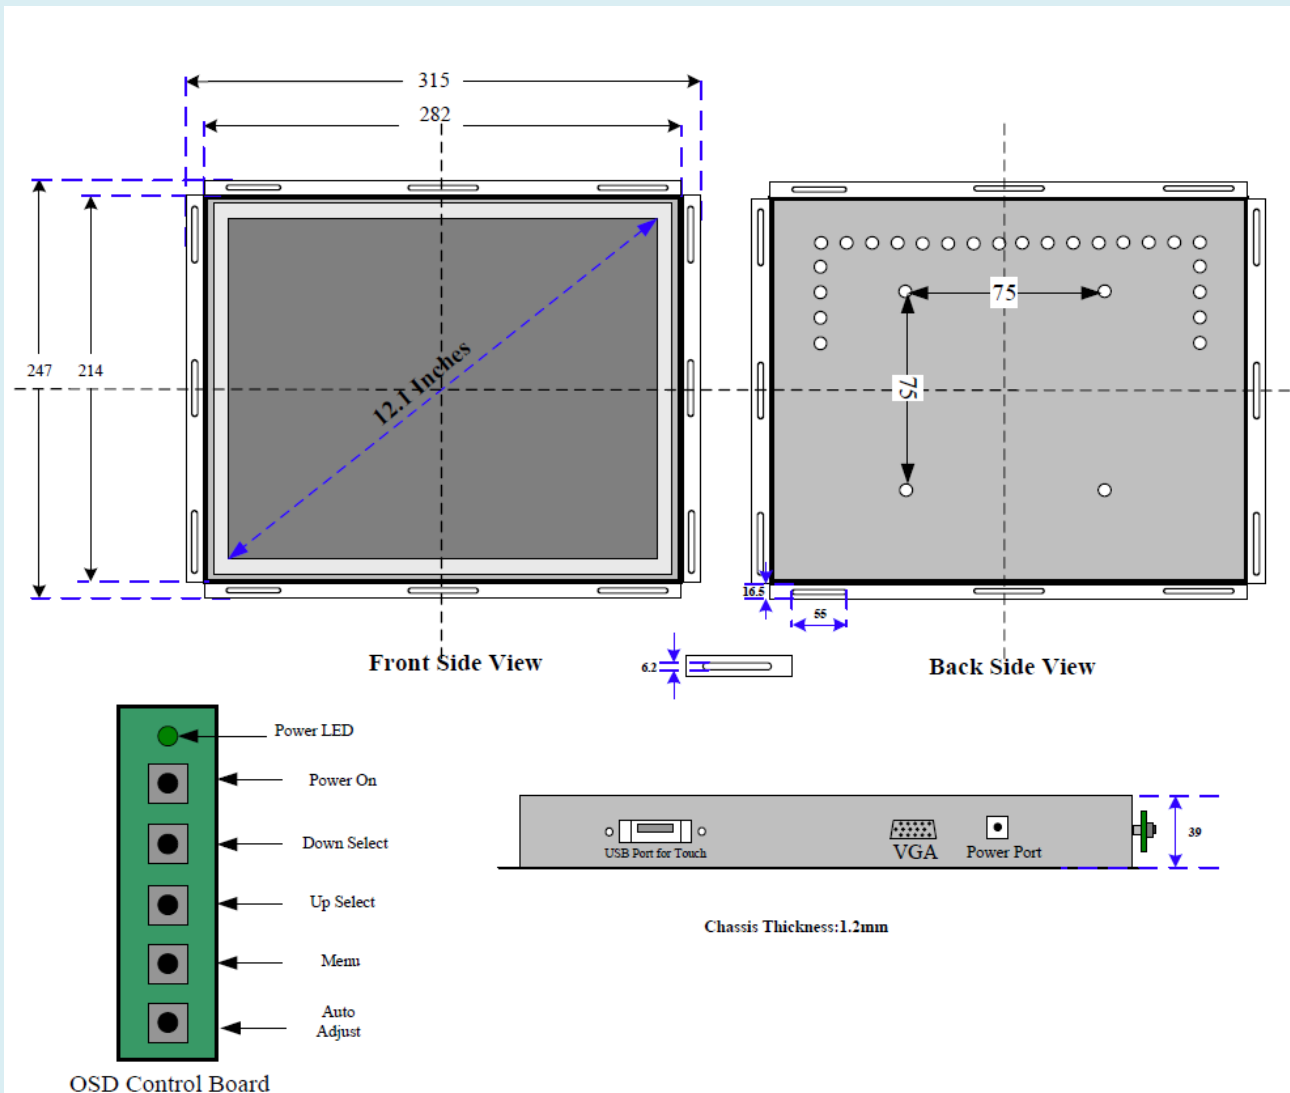 315
282
247
214
12.1 Inches
75
75
16.5
55
Front Side View
6.2
Back Side View
Power LED
Power On
Down Select
Up Select
Menu
Auto
Adjust
OSD Control Board
USB Port for Touch
VGA
Power Port
39
Chassis Thickness:1.2mm